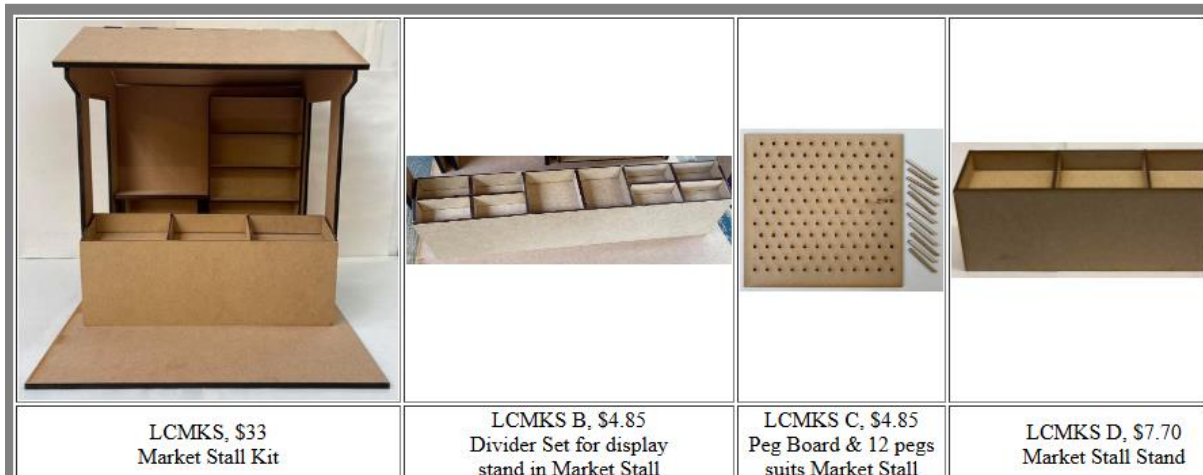 LCMKS, $33
Market Stall Kit
LCMKS B, $4.85
Divider Set for display
stand in Market Stall
LCMKS C, $4.85
Peg Board & 12 pegs
suits Market Stall
LCMKS D, $7.70
Market Stall Stand